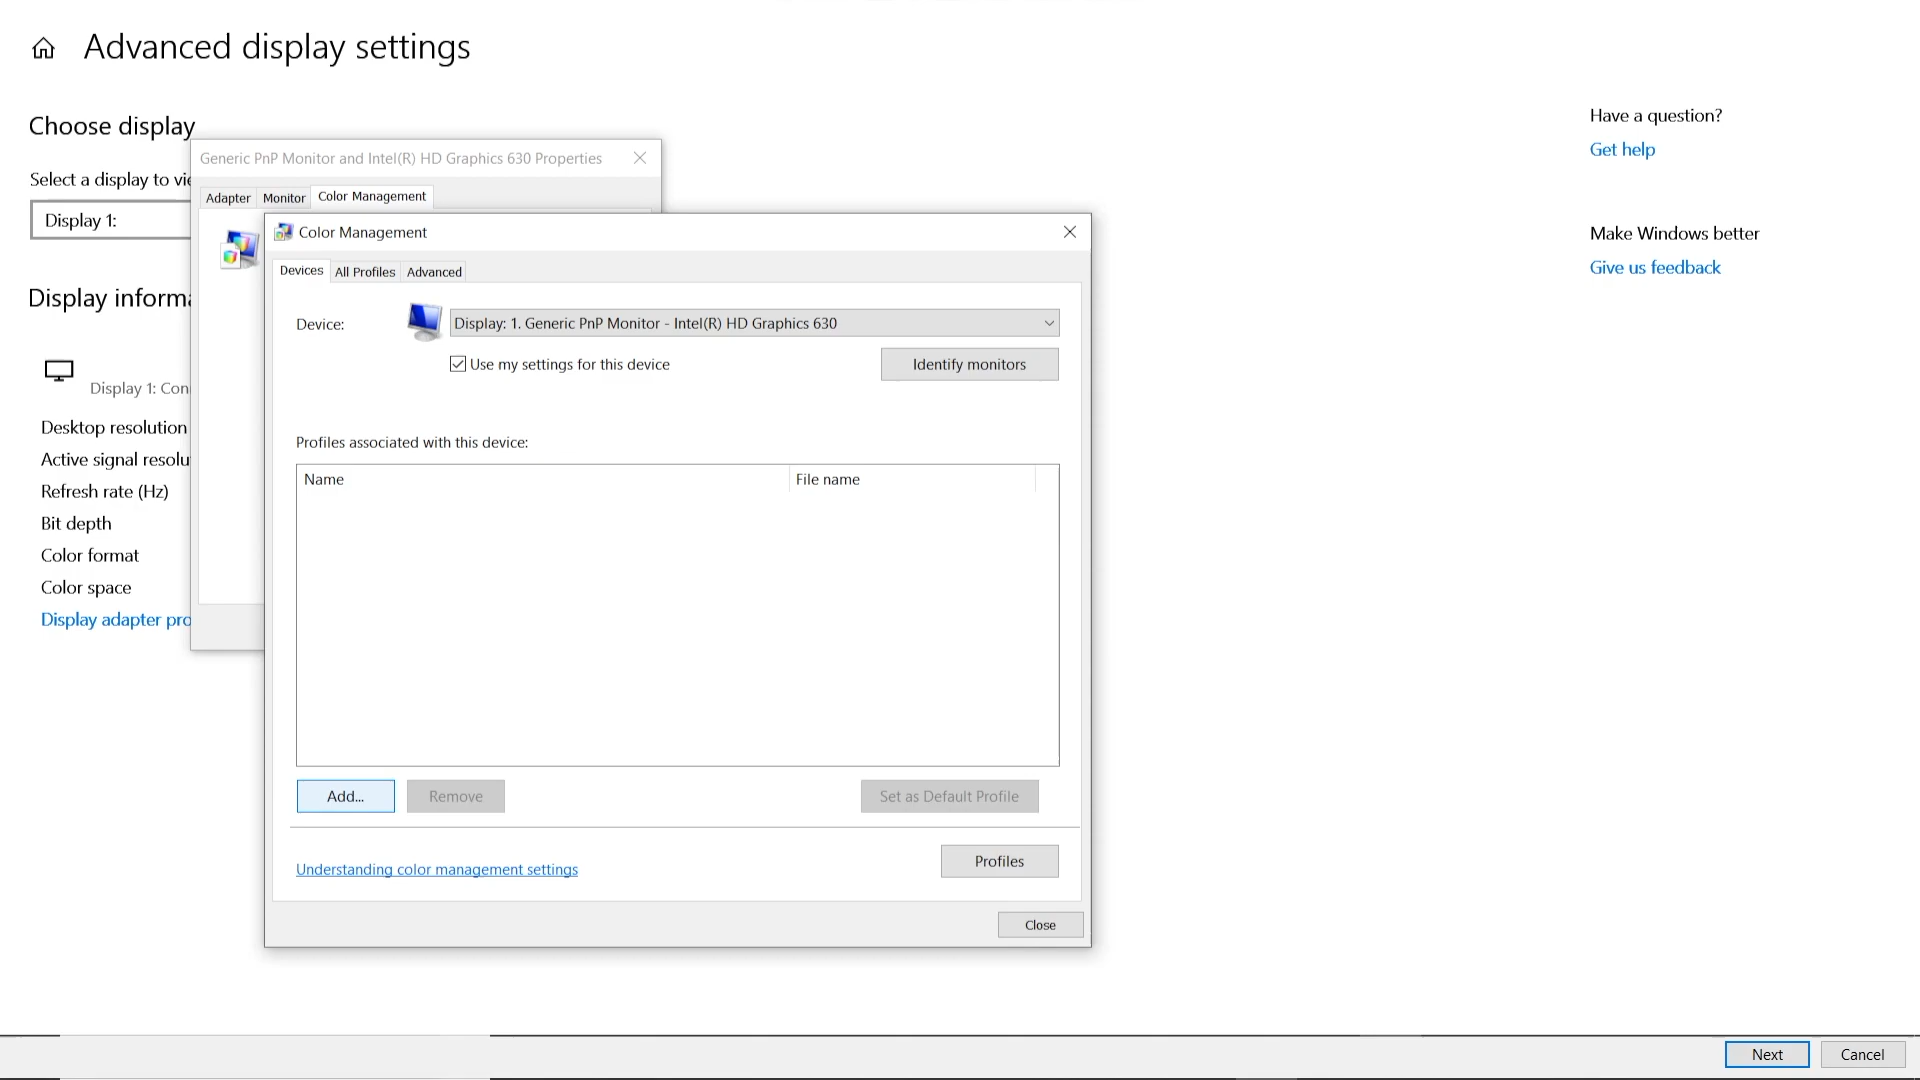 Advanced display settings
Choose display
Select a display to vie
Display 1:
Display informa
Display 1: Con
Desktop resolution
Active signal resolu
Refresh rate (Hz)
Bit depth
Color format
Color space
Display adapter pro
Have a question?
Get help
Make Windows better
Give us feedback
Generic PnP Monitor and Intel(R) HD Graphics 630 Properties
Adapter Monitor Color Management
Color Management
Devices All Profiles Advanced
Device: Display: 1. Generic PnP Monitor - Intel(R) HD Graphics 630
Use my settings for this device Identify monitors
Profiles associated with this device:
Name File name
Add... Remove Set as Default Profile
Understanding color management settings Profiles
Close
Next Cancel